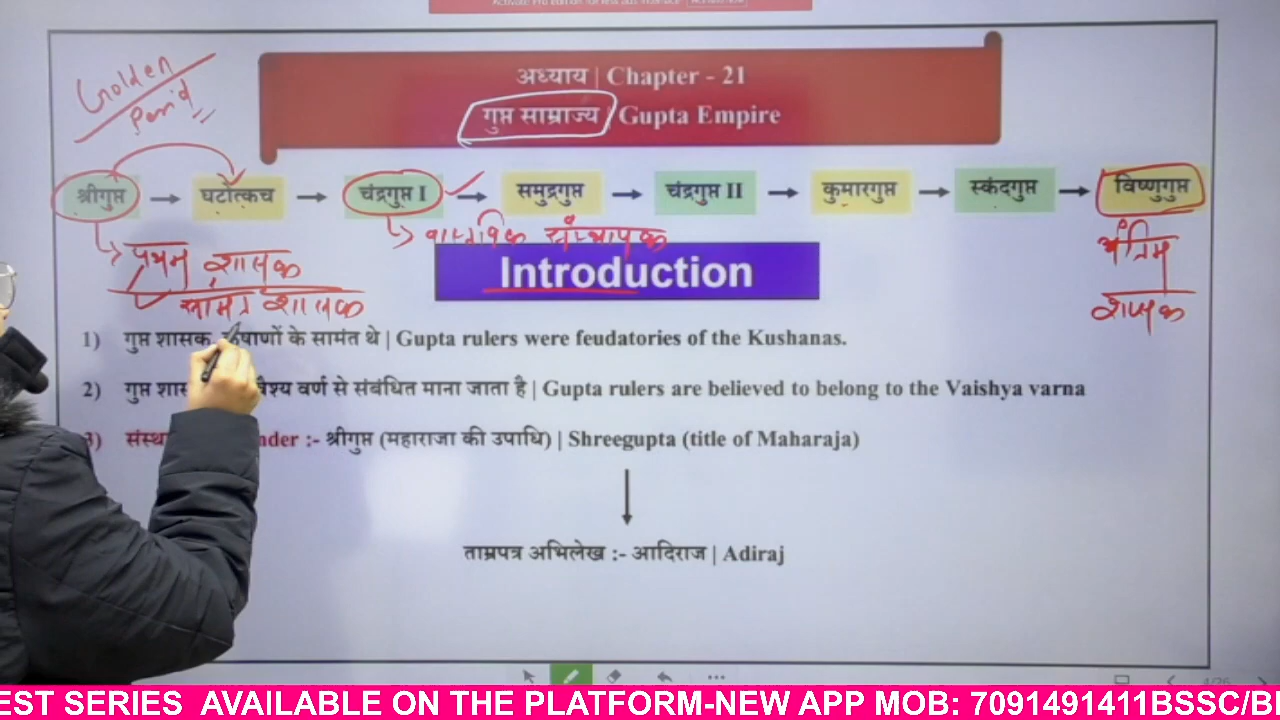 Golden
Period
अध्याय | Chapter - 21
गुप्त साम्राज्य | Gupta Empire
श्रीगुप्त → घटोत्कच → चंद्रगुप्त I → समुद्रगुप्त → चंद्रगुप्त II → कुमारगुप्त → स्कंदगुप्त → विष्णुगुप्त
प्रथम शासक
सामंत शासक
वास्तविक संस्थापक
अंतिम
शासक
Introduction
1) गुप्त शासक के सामंत थे | Gupta rulers were feudatories of the Kushanas.
2) गुप्त वैश्य वर्ण से संबंधित माना जाता है | Gupta rulers are believed to belong to the Vaishya varna
3) :- श्रीगुप्त (महाराजा की उपाधि) | Shreegupta (title of Maharaja)
ताम्रपत्र अभिलेख :- आदिराज | Adiraj
EST SERIES AVAILABLE ON THE PLATFORM-NEW APP MOB: 7091491411BSSC/BI